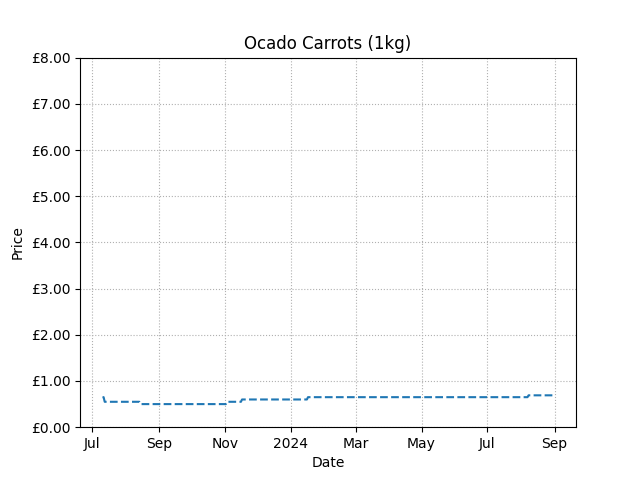 Ocado Carrots (1kg)
£8.00
£7.00
£6.00
£5.00
£4.00
£3.00
£2.00
£1.00
£0.00
Price
Jul Sep Nov 2024 Mar May Jul Sep
Date